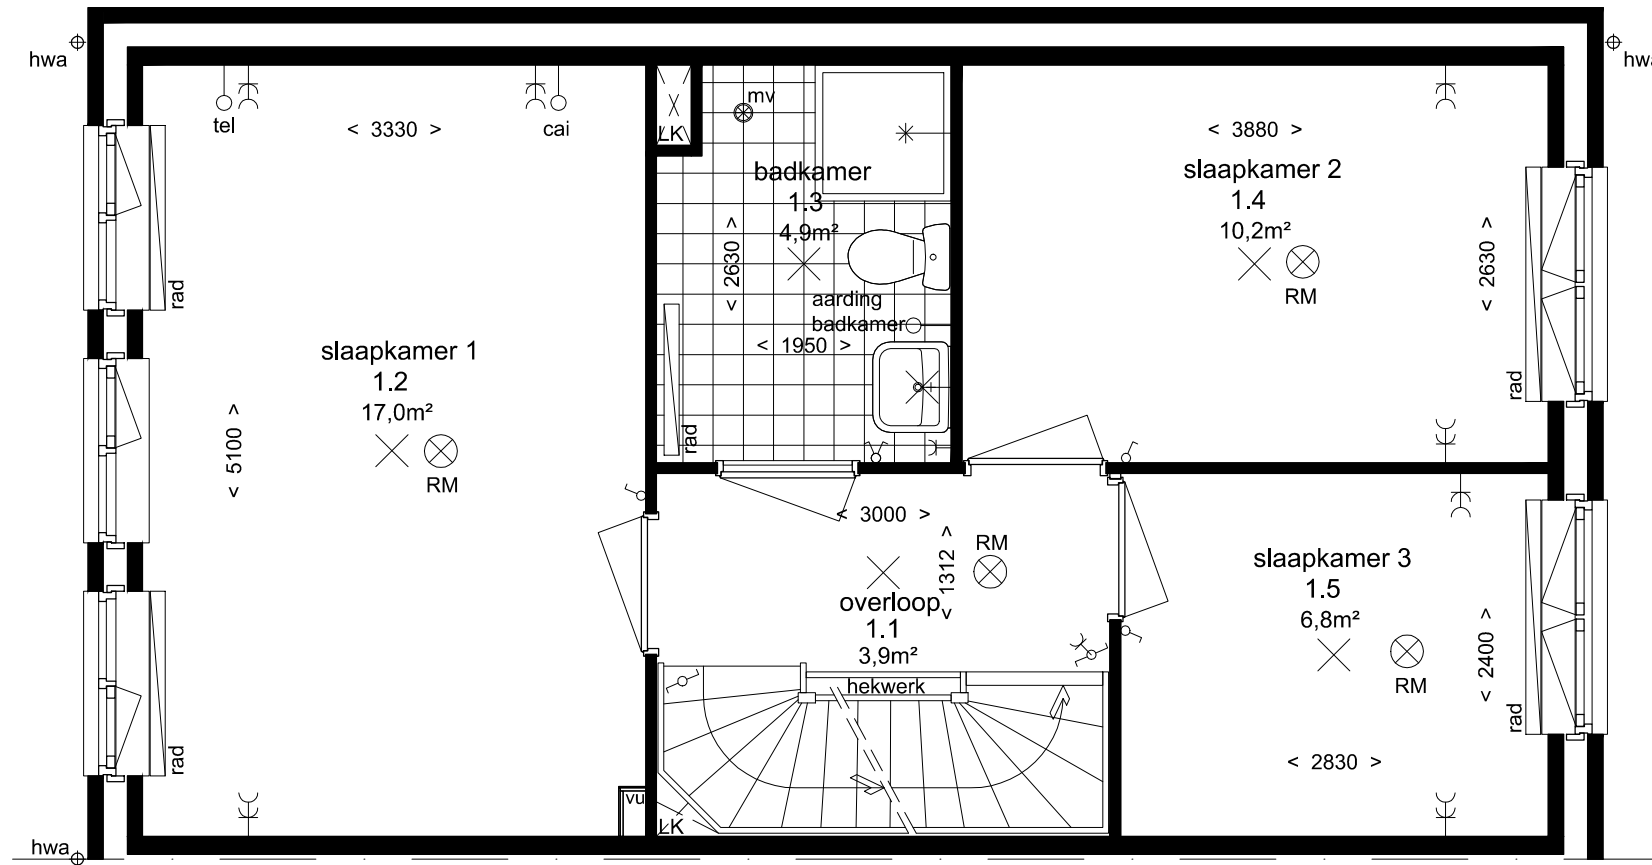 hwa
hwa
tel
< 3330 >
cai
mv
LK
< 3880 >
badkamer
1.3
4,9m²
slaapkamer 2
1.4
10,2m²
< 2630 >
< 2630 >
RM
rad
aarding
badkamer
< 1950 >
slaapkamer 1
1.2
17,0m²
rad
< 5100 >
RM
rad
< 3000 >
RM
< 1312 >
overloop
1.1
3,9m²
slaapkamer 3
1.5
6,8m²
< 2400 >
RM
hekwerk
rad
rad
< 2830 >
vu
LK
hwa